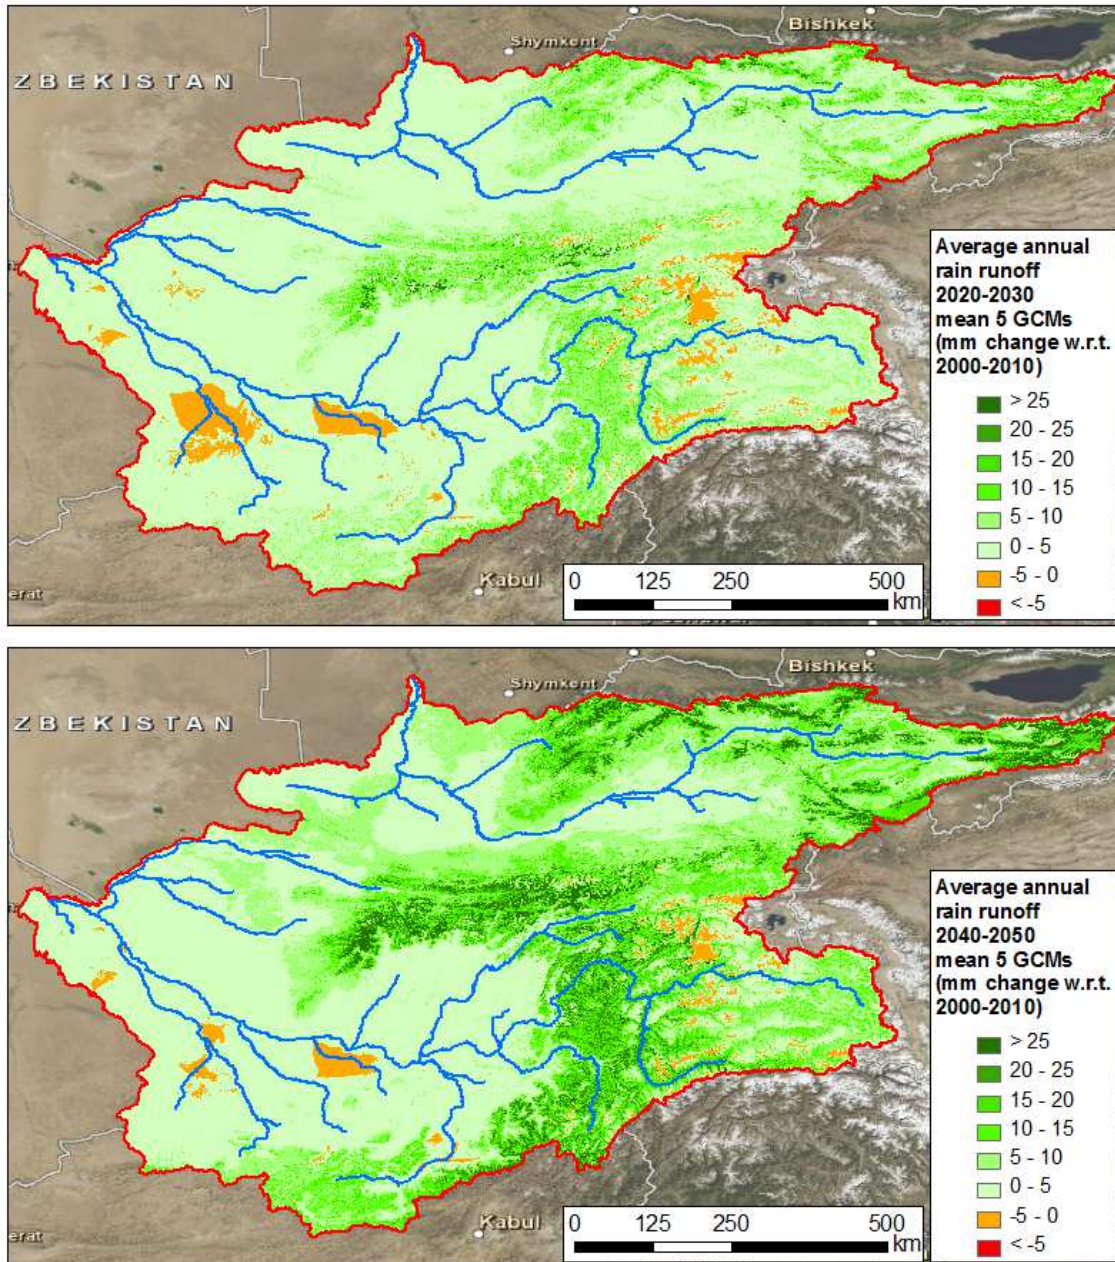 Bishkek
Shymkent
ZBEKISTAN
Average annual
rain runoff
2020-2030
mean 5 GCMs
(mm change w.r.t.
2000-2010)
> 25
20 - 25
15 - 20
10 - 15
5 - 10
0 - 5
-5 - 0
< -5
Kabul
erat
0 125 250 500
km
Bishkek
Shymkent
ZBEKISTAN
Average annual
rain runoff
2040-2050
mean 5 GCMs
(mm change w.r.t.
2000-2010)
> 25
20 - 25
15 - 20
10 - 15
5 - 10
0 - 5
-5 - 0
< -5
Kabul
erat
0 125 250 500
km